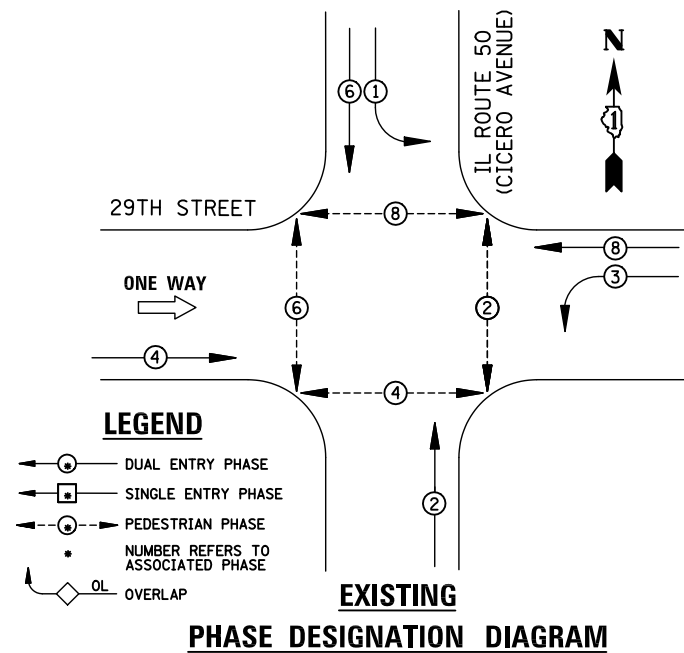 6
1
IL ROUTE 50
(CICERO AVENUE)
N
1
29TH STREET
8
8
3
ONE WAY
6
2
4
4
2
LEGEND
* DUAL ENTRY PHASE
* SINGLE ENTRY PHASE
* PEDESTRIAN PHASE
* NUMBER REFERS TO
ASSOCIATED PHASE
OL OVERLAP
EXISTING
PHASE DESIGNATION DIAGRAM